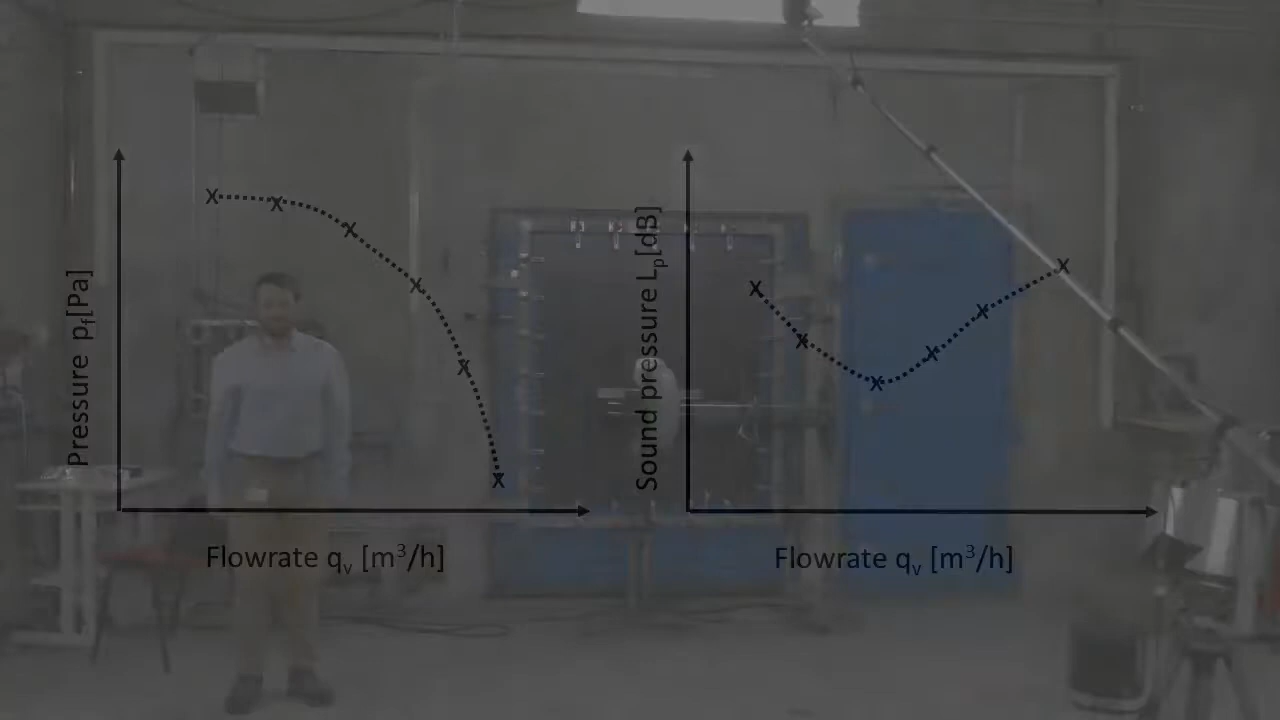 Pressure p_f[Pa]
Flowrate q_v [m³/h]
Sound pressure L_p[dB]
Flowrate q_v [m³/h]